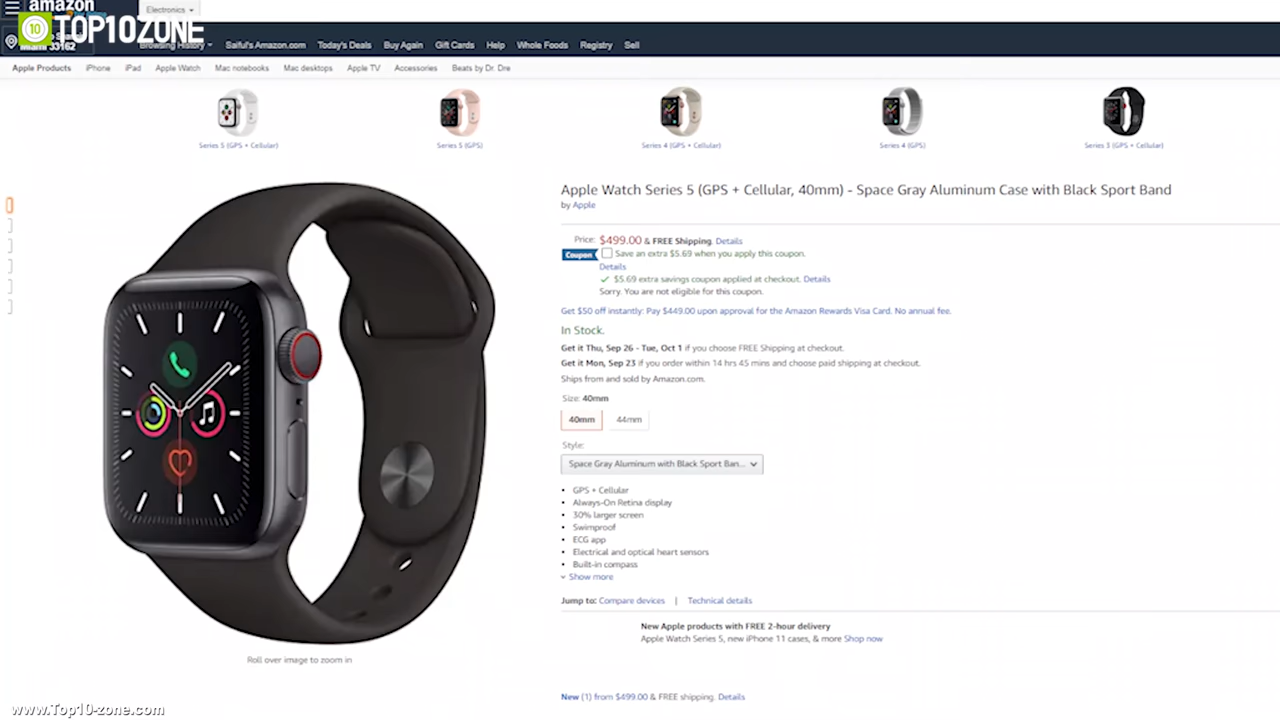 amazon
Electronics
TOP10ZONE
10
Miami 33162
Browsing History
Saiful's Amazon.com
Today's Deals
Buy Again
Gift Cards
Help
Whole Foods
Registry
Sell
Apple Products
iPhone
iPad
Apple Watch
Mac notebooks
Mac desktops
Apple TV
Accessories
Beats by Dr. Dre
Series 5 (GPS + Cellular)
Series 5 (GPS)
Series 4 (GPS + Cellular)
Series 4 (GPS)
Series 3 (GPS + Cellular)
Apple Watch Series 5 (GPS + Cellular, 40mm) - Space Gray Aluminum Case with Black Sport Band
by Apple
Price: $499.00 & FREE Shipping. Details
Coupon Save an extra $5.69 when you apply this coupon.
Details
$5.69 extra savings coupon applied at checkout. Details
Sorry. You are not eligible for this coupon.
Get $50 off instantly: Pay $449.00 upon approval for the Amazon Rewards Visa Card. No annual fee.
In Stock.
Get it Thu, Sep 26 - Tue, Oct 1 if you choose FREE Shipping at checkout.
Get it Mon, Sep 23 if you order within 14 hrs 45 mins and choose paid shipping at checkout.
Ships from and sold by Amazon.com.
Size: 40mm
40mm
44mm
Style:
Space Gray Aluminum with Black Sport Ban...
• GPS + Cellular
• Always-On Retina display
• 30% larger screen
• Swimproof
• ECG app
• Electrical and optical heart sensors
• Built-in compass
Show more
Jump to: Compare devices | Technical details
New Apple products with FREE 2-hour delivery
Apple Watch Series 5, new iPhone 11 cases, & more Shop now
Roll over image to zoom in
New (1) from $499.00 & FREE shipping. Details
www.Top10-zone.com